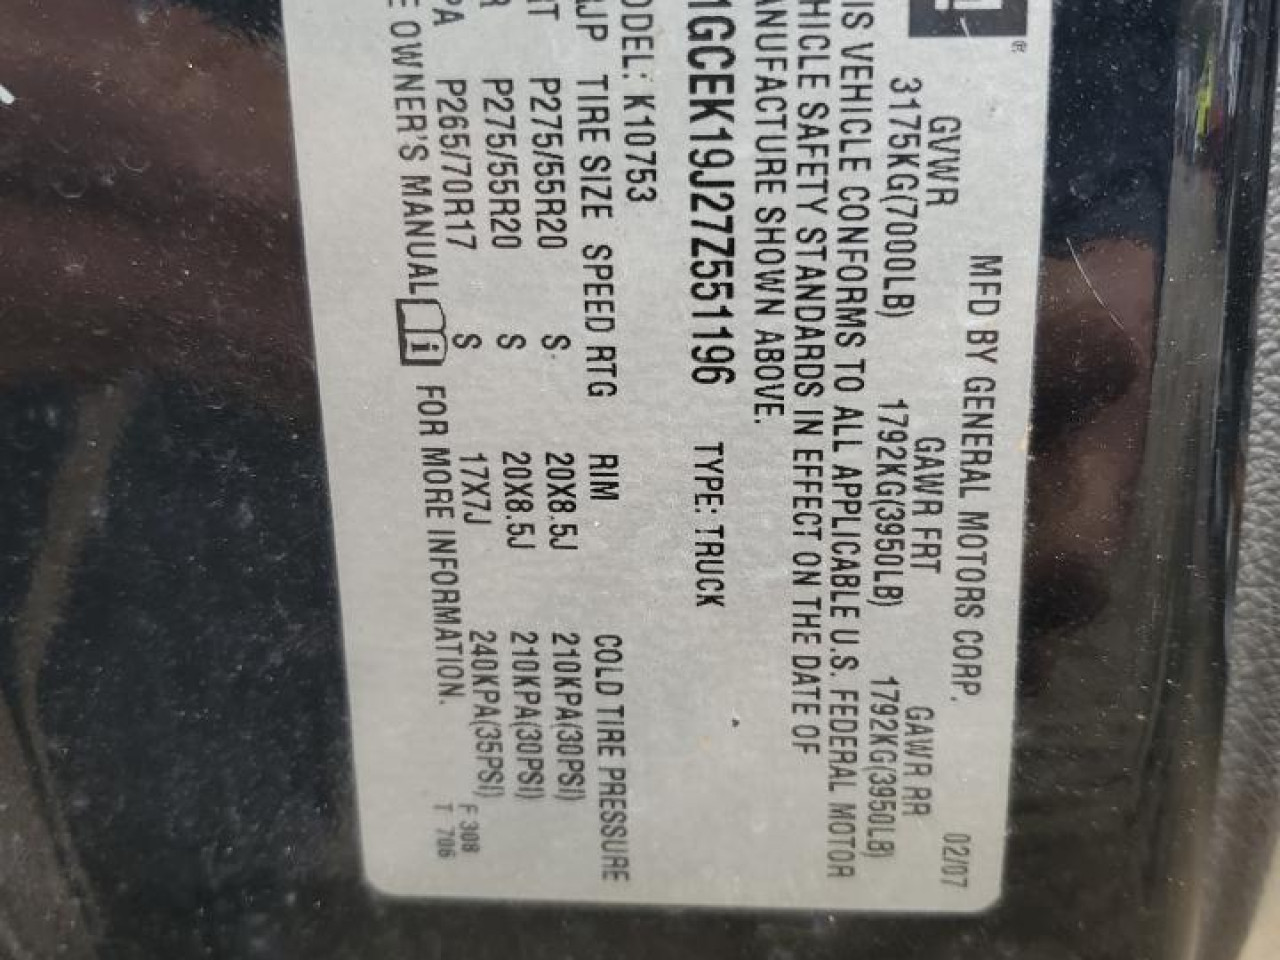 MFD BY GENERAL MOTORS CORP. 02/07
GVWR GAWR FRT GAWR RR
3175KG(7000LB) 1792KG(3950LB) 1792KG(3950LB)
IS VEHICLE CONFORMS TO ALL APPLICABLE U.S. FEDERAL MOTOR
HICLE SAFETY STANDARDS IN EFFECT ON THE DATE OF
ANUFACTURE SHOWN ABOVE.
1GCEK19J27Z551196 TYPE: TRUCK
ODEL: K10753
AJP TIRE SIZE SPEED RTG RIM COLD TIRE PRESSURE
T P275/55R20 S 20X8.5J 210KPA(30PSI)
R P275/55R20 S 20X8.5J 210KPA(30PSI)
PA P265/70R17 S 17X7J 240KPA(35PSI)
E OWNER'S MANUAL i FOR MORE INFORMATION.
F 308
T 706